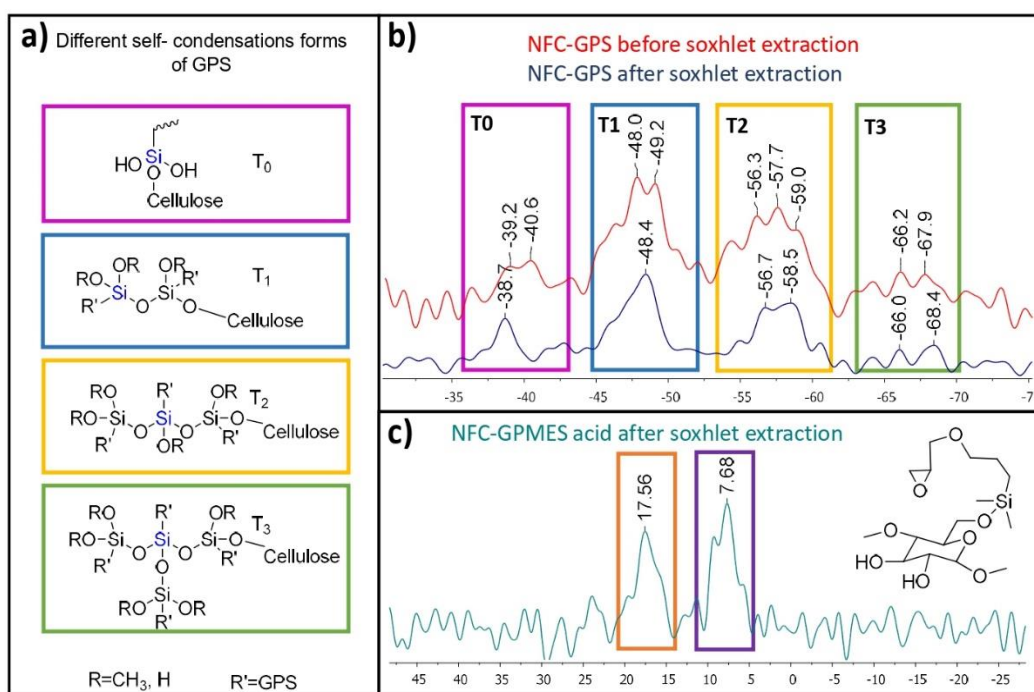 a) Different self- condensations forms
of GPS
Si
HO OH
O
Cellulose
T0
OR OR
RO R'
Si Si
R' O O
Cellulose
T1
OR R' OR
RO Si Si Si O
R' O OR O R'
Cellulose
T2
OR R' OR
RO Si Si Si O
R' O O R'
Cellulose
O
RO Si OR
R'
T3
R=CH3, H R'=GPS
b)
NFC-GPS before soxhlet extraction
NFC-GPS after soxhlet extraction
T0 T1 T2 T3
-39.2 -40.6 -48.0 -49.2 -56.3 -57.7 -59.0 -66.2 -67.9
-38.7 -48.4 -56.7 -58.5 -66.0 -68.4
-35 -40 -45 -50 -55 -60 -65 -70 -75
c)
NFC-GPMES acid after soxhlet extraction
17.56 7.68
O
O
Si
O
O
O
HO
HO
O
45 40 35 30 25 20 15 10 5 0 -5 -10 -15 -20 -25